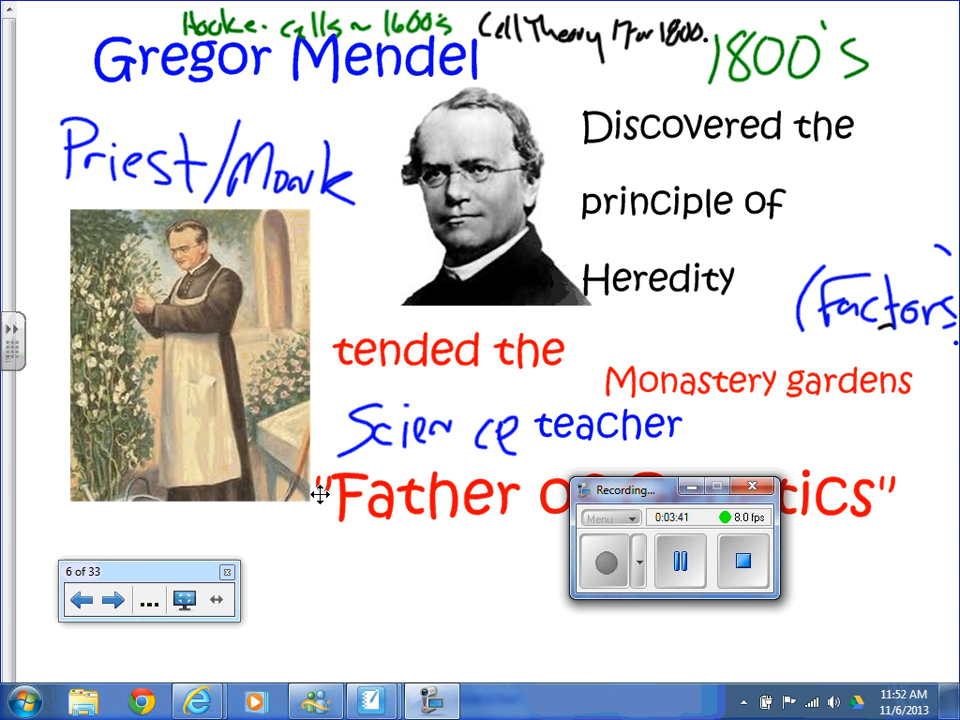 Hooke. cells ~ 1600's Cell Theory 17 or 1800.
Gregor Mendel 1800's
Priest/Monk
Discovered the
principle of
Heredity
(Factors
tended the
Monastery gardens
Science teacher
"Father of tics"
Recording...
Menu 0:03:41 8.0 fps
6 of 33
...
11:52 AM
11/6/2013